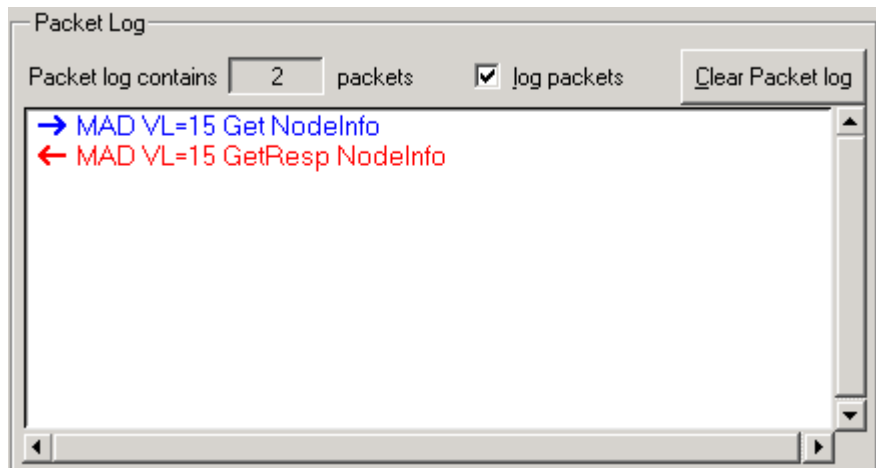 Packet Log
Packet log contains 2 packets log packets Clear Packet log
→ MAD VL=15 Get NodeInfo
← MAD VL=15 GetResp NodeInfo